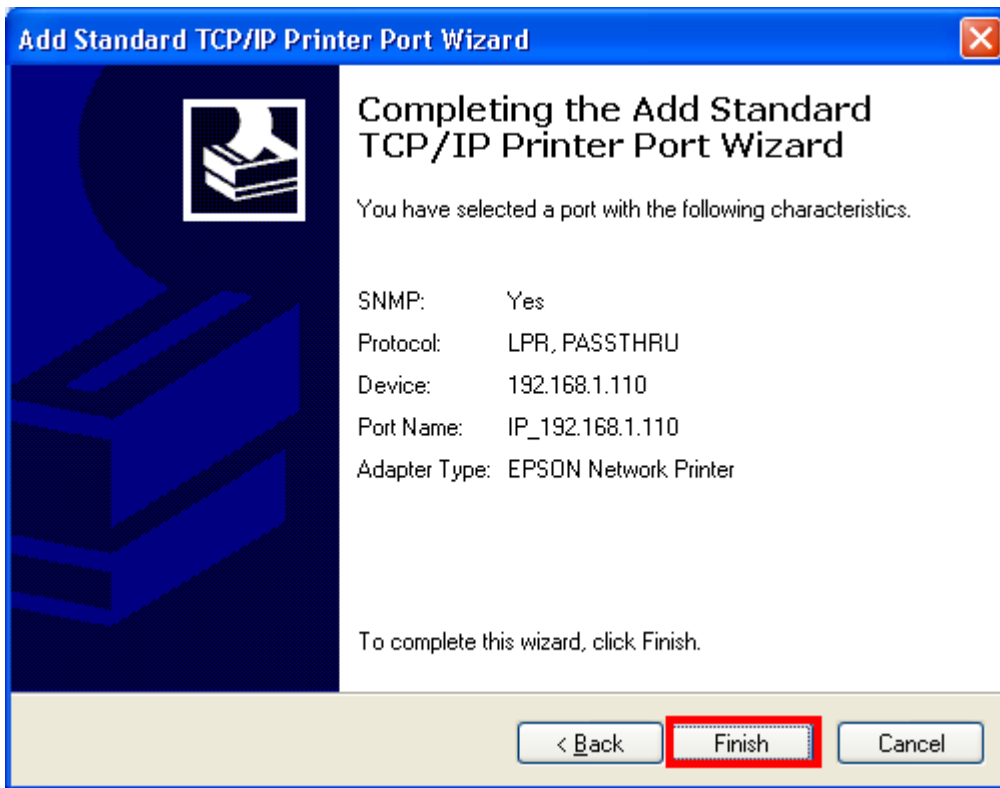 Add Standard TCP/IP Printer Port Wizard
Completing the Add Standard
TCP/IP Printer Port Wizard
You have selected a port with the following characteristics.
SNMP: Yes
Protocol: LPR, PASSTHRU
Device: 192.168.1.110
Port Name: IP_192.168.1.110
Adapter Type: EPSON Network Printer
To complete this wizard, click Finish.
< Back Finish Cancel